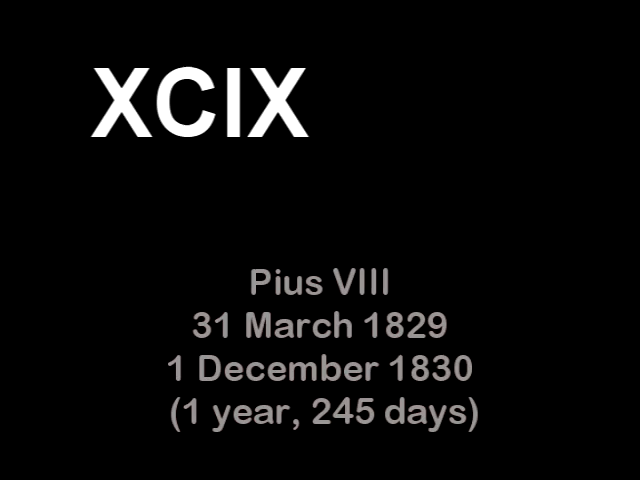 XCIX
Pius VIII
31 March 1829
1 December 1830
(1 year, 245 days)